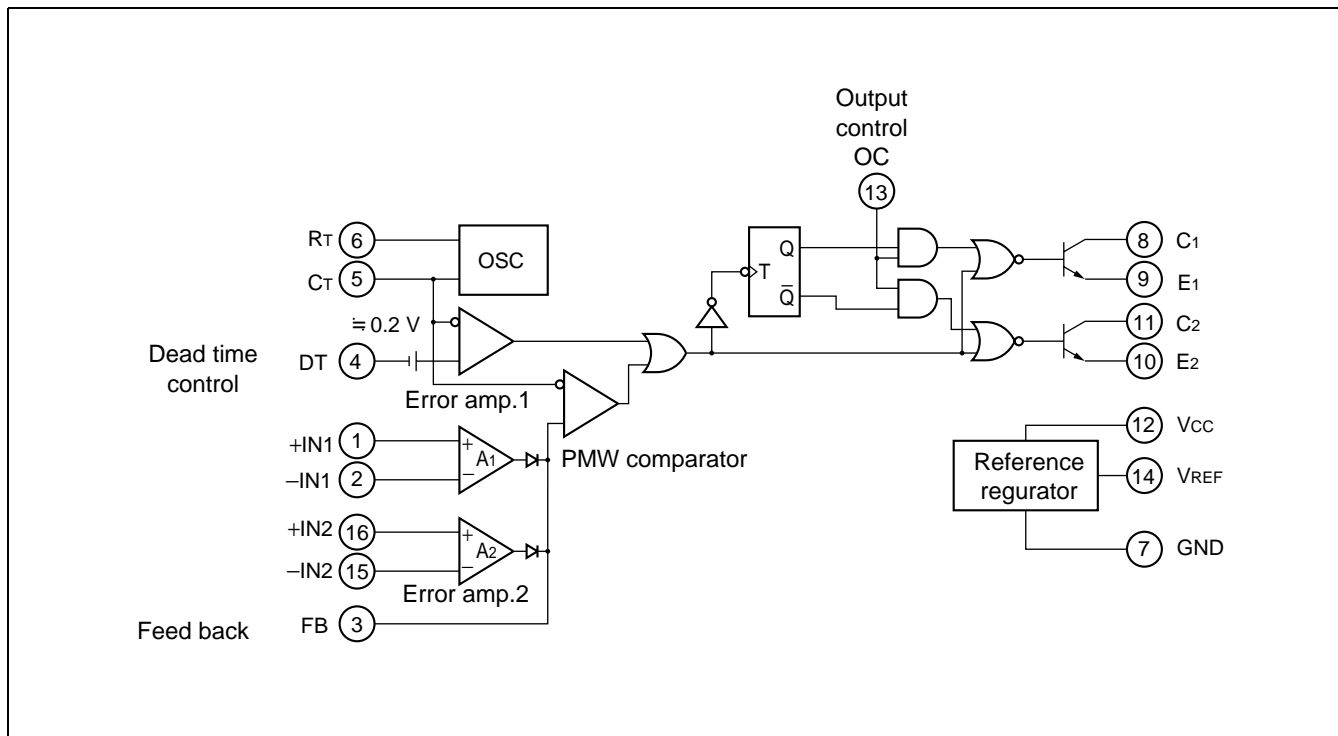 Output
control
OC
13
RT 6
CT 5
OSC
≒ 0.2 V
Dead time
control
DT 4
Error amp.1
+IN1 1
−IN1 2
+
A1
−
PMW comparator
+IN2 16
−IN2 15
+
A2
−
Error amp.2
Feed back
FB 3
T
Q
Q̅
8 C1
9 E1
11 C2
10 E2
12 VCC
Reference
regurator
14 VREF
7 GND